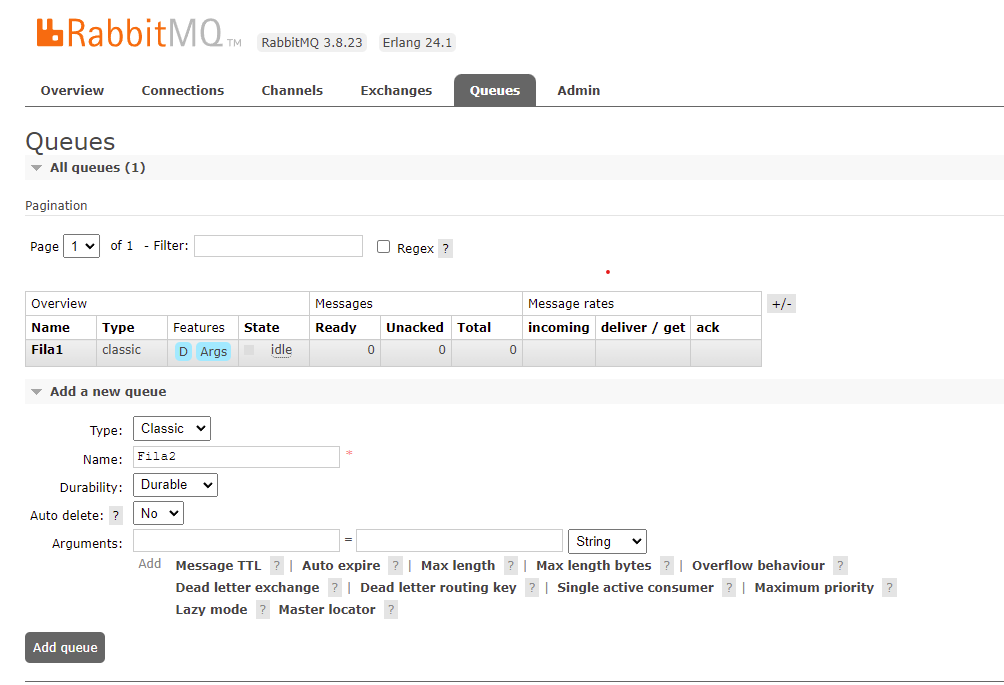 RabbitMQ TM RabbitMQ 3.8.23 Erlang 24.1
Overview Connections Channels Exchanges Queues Admin
Queues
All queues (1)
Pagination
Page 1 of 1 - Filter: Regex ?
Overview Messages Message rates +/-
Name Type Features State Ready Unacked Total incoming deliver / get ack
Fila1 classic D Args idle 0 0 0
Add a new queue
Type: Classic
Name: Fila2 *
Durability: Durable
Auto delete: ? No
Arguments: = String
Add Message TTL ? | Auto expire ? | Max length ? | Max length bytes ? | Overflow behaviour ?
Dead letter exchange ? | Dead letter routing key ? | Single active consumer ? | Maximum priority ?
Lazy mode ? Master locator ?
Add queue